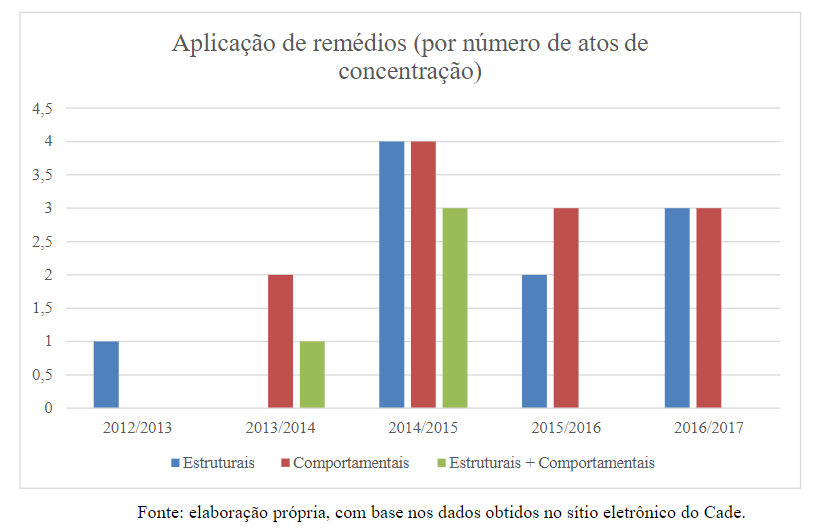 Aplicação de remédios (por número de atos de
concentração)
4,5
4
3,5
3
2,5
2
1,5
1
0,5
0
2012/2013 2013/2014 2014/2015 2015/2016 2016/2017
Estruturais Comportamentais Estruturais + Comportamentais
Fonte: elaboração própria, com base nos dados obtidos no sítio eletrônico do Cade.